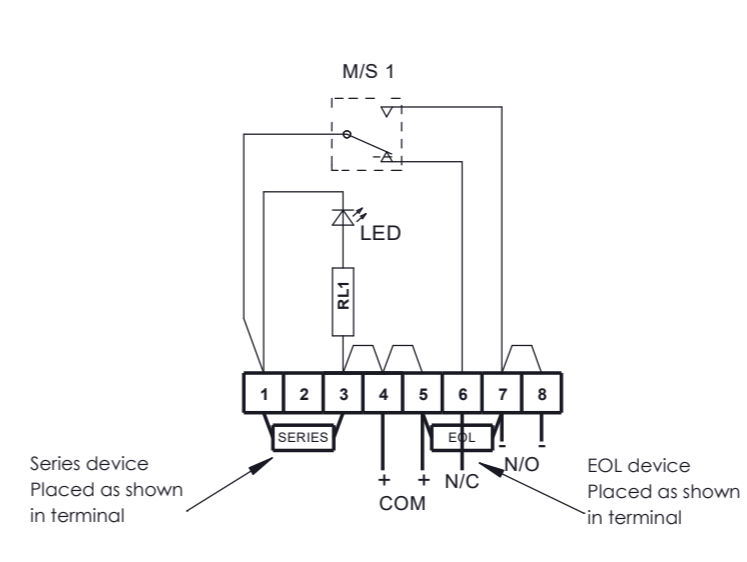 M/S 1
LED
RL1
1 2 3 4 5 6 7 8
SERIES
EOL
- -
+ + N/C N/O
COM
Series device
Placed as shown
in terminal
EOL device
Placed as shown
in terminal